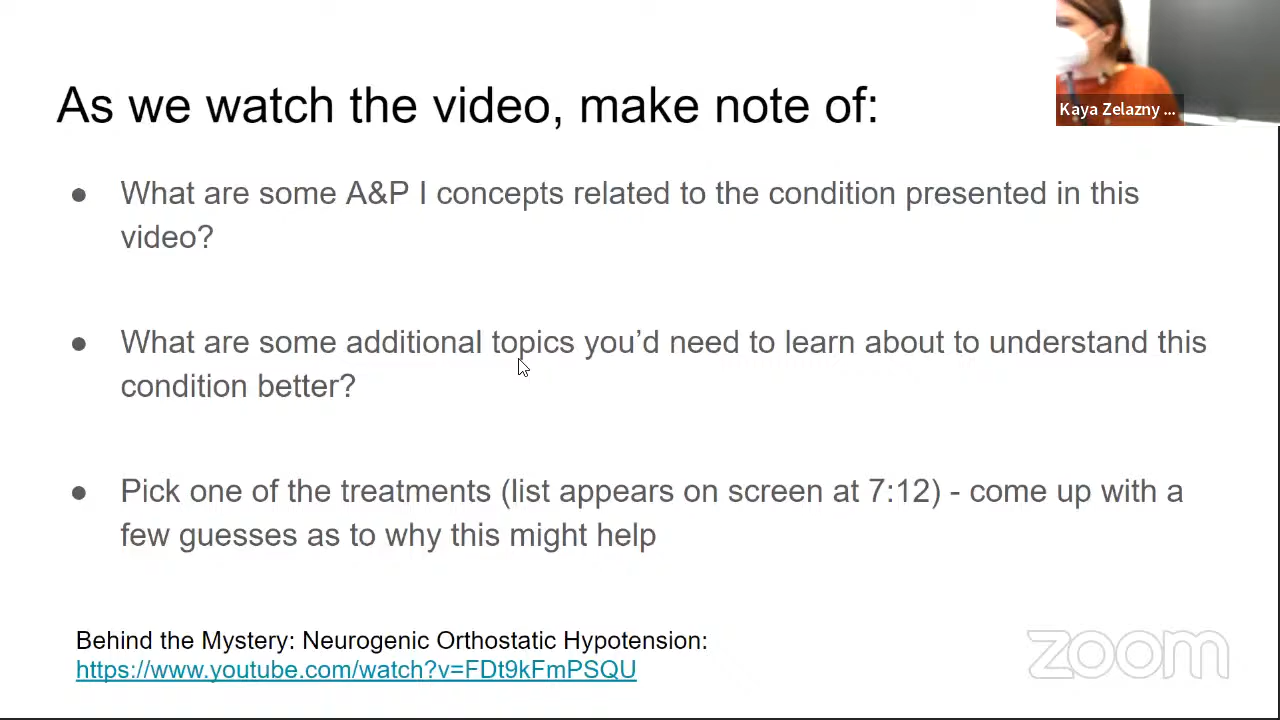 As we watch the video, make note of:
Kaya Zelazny ...
● What are some A&P I concepts related to the condition presented in this
video?
● What are some additional topics you’d need to learn about to understand this
condition better?
● Pick one of the treatments (list appears on screen at 7:12) - come up with a
few guesses as to why this might help
Behind the Mystery: Neurogenic Orthostatic Hypotension:
https://www.youtube.com/watch?v=FDt9kFmPSQU
zoom